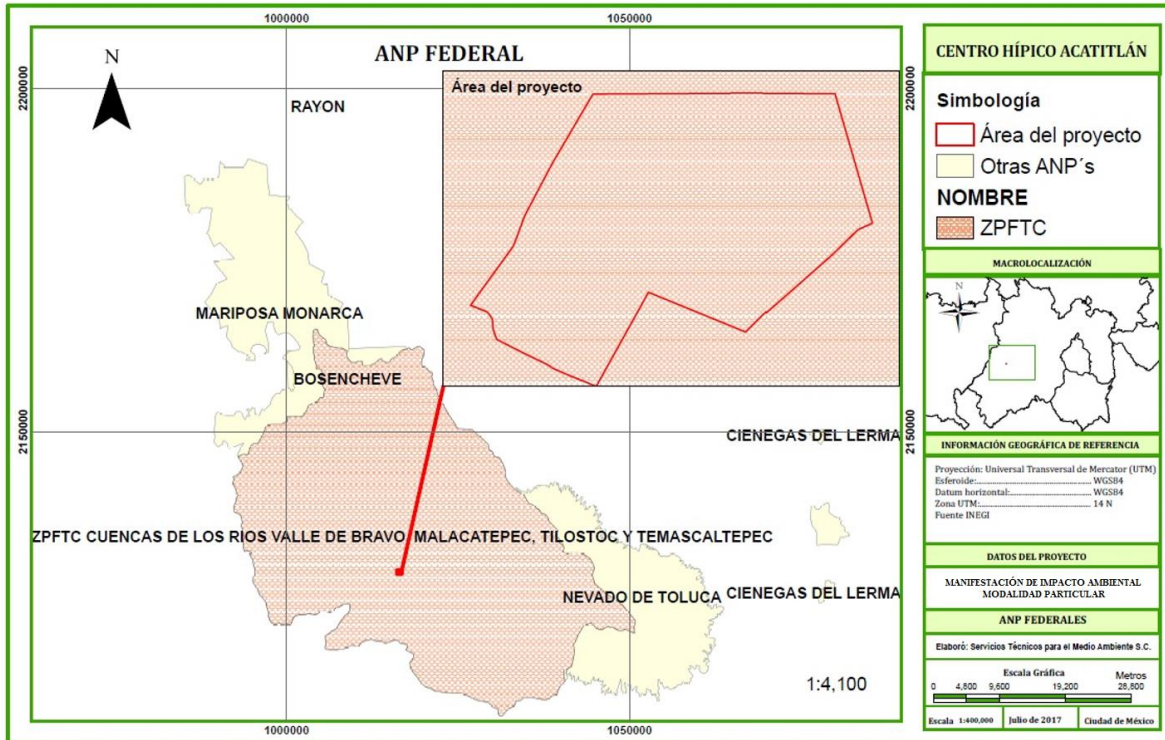 1000000
1050000
ANP FEDERAL
N
2200000
2200000
RAYON
Área del proyecto
MARIPOSA MONARCA
BOSENCHEVE
2150000
2150000
CIENEGAS DEL LERMA
ZPFTC CUENCAS DE LOS RIOS VALLE DE BRAVO, MALACATEPEC, TILOSTOC Y TEMASCALTEPEC
NEVADO DE TOLUCA
CIENEGAS DEL LERMA
1:4,100
1000000
1050000
CENTRO HÍPICO ACATITLÁN
Simbología
Área del proyecto
Otras ANP´s
NOMBRE
ZPFTC
MACROLOCALIZACIÓN
N
INFORMACIÓN GEOGRÁFICA DE REFERENCIA
Proyección: Universal Transversal de Mercator (UTM)
Esferoide:............................ WGS84
Datum horizontal:..................... WGS84
Zona UTM:............................. 14 N
Fuente INEGI
DATOS DEL PROYECTO
MANIFESTACIÓN DE IMPACTO AMBIENTAL
MODALIDAD PARTICULAR
ANP FEDERALES
Elaboró: Servicios Técnicos para el Medio Ambiente S.C.
Escala Gráfica
Metros
0 4,800 9,600 19,200 28,800
Escala 1:400,000 Julio de 2017 Ciudad de México